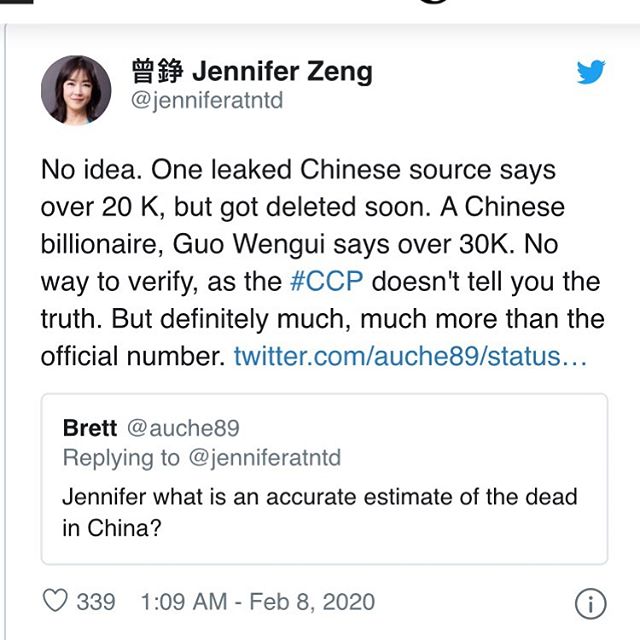 曾錚 Jennifer Zeng
@jenniferatntd
No idea. One leaked Chinese source says
over 20 K, but got deleted soon. A Chinese
billionaire, Guo Wengui says over 30K. No
way to verify, as the #CCP doesn't tell you the
truth. But definitely much, much more than the
official number. twitter.com/auche89/status…
Brett @auche89
Replying to @jenniferatntd
Jennifer what is an accurate estimate of the dead
in China?
339 1:09 AM - Feb 8, 2020